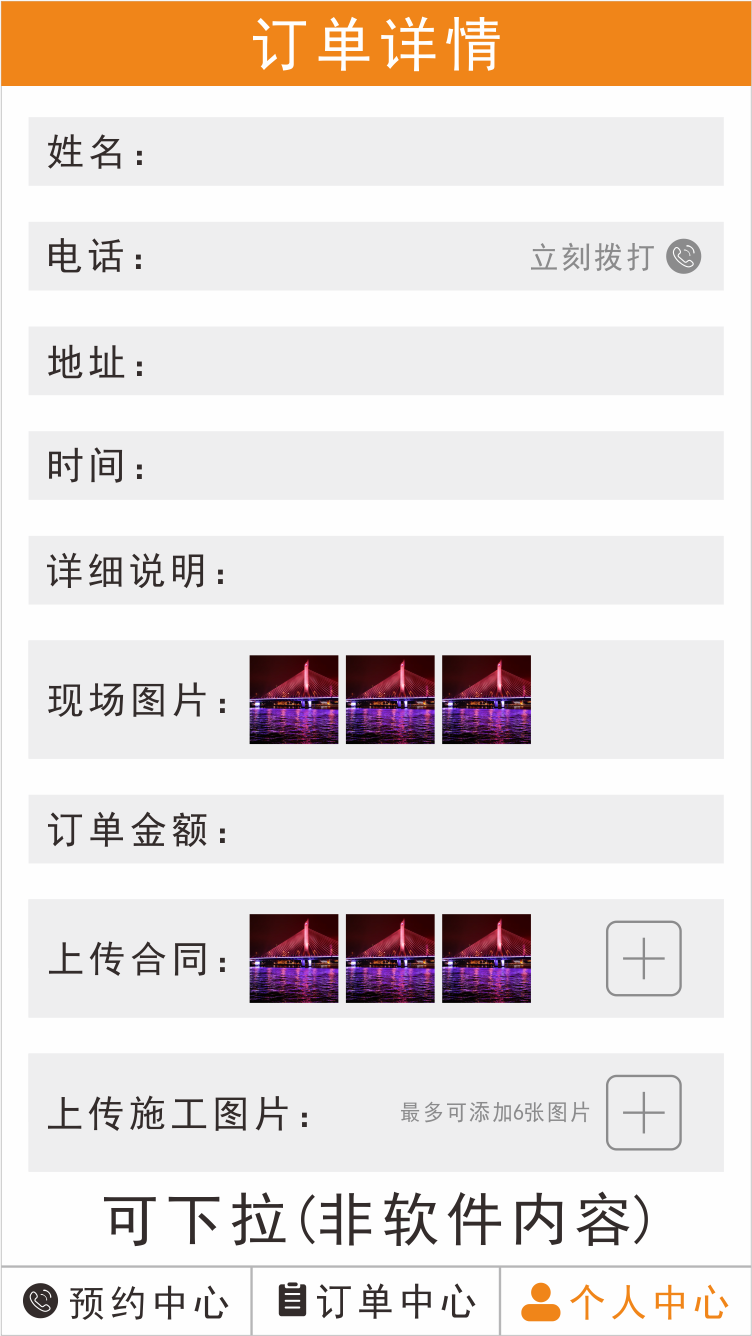 订单详情
姓名：
电话：
立刻拨打
地址：
时间：
详细说明：
现场图片：
订单金额：
上传合同：
上传施工图片：
最多可添加6张图片
可下拉(非软件内容)
预约中心
订单中心
个人中心